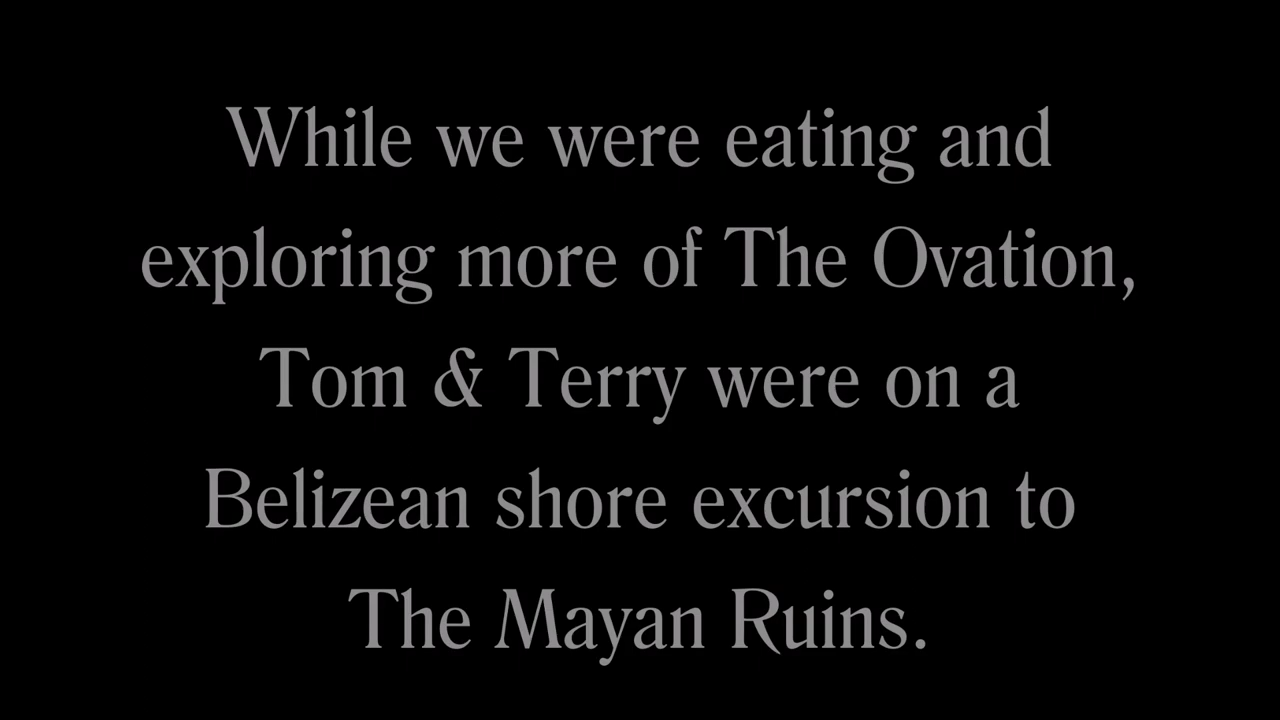 While we were eating and
exploring more of The Ovation,
Tom & Terry were on a
Belizean shore excursion to
The Mayan Ruins.